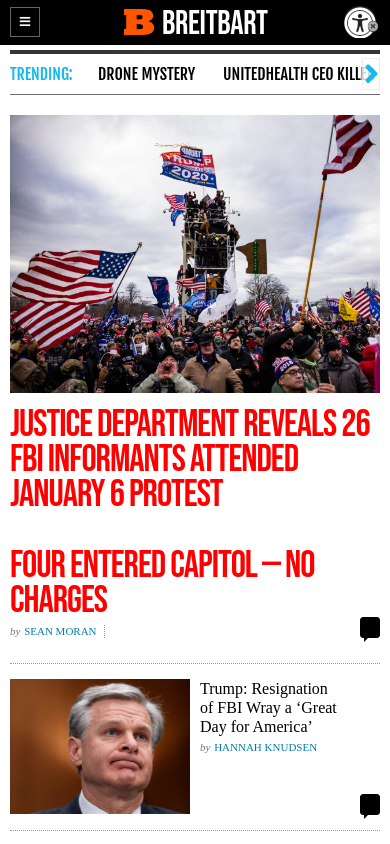 B BREITBART
TRENDING: DRONE MYSTERY UNITEDHEALTH CEO
TRUMP
2020
JUSTICE DEPARTMENT REVEALS 26
FBI INFORMANTS ATTENDED
JANUARY 6 PROTEST
FOUR ENTERED CAPITOL — NO
CHARGES
by SEAN MORAN
Trump: Resignation
of FBI Wray a ‘Great
Day for America’
by HANNAH KNUDSEN